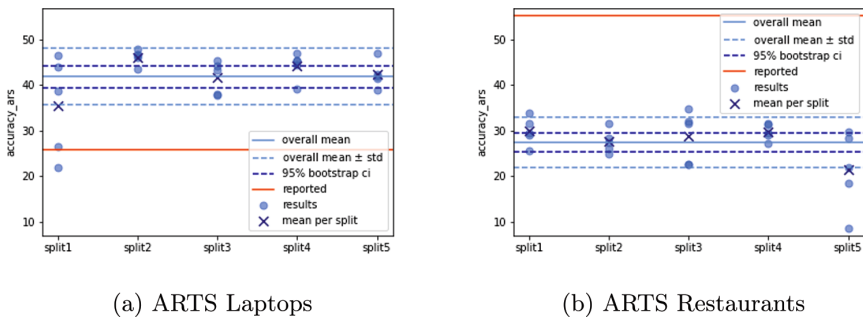 accuracy_ars
40
30
20
10
overall mean
overall mean ± std
95% bootstrap ci
reported
results
mean per split
split1 split2 split3 split4 split5
(a) ARTS Laptops
accuracy_ars
50
40
30
20
10
overall mean
overall mean ± std
95% bootstrap ci
reported
results
mean per split
split1 split2 split3 split4 split5
(b) ARTS Restaurants